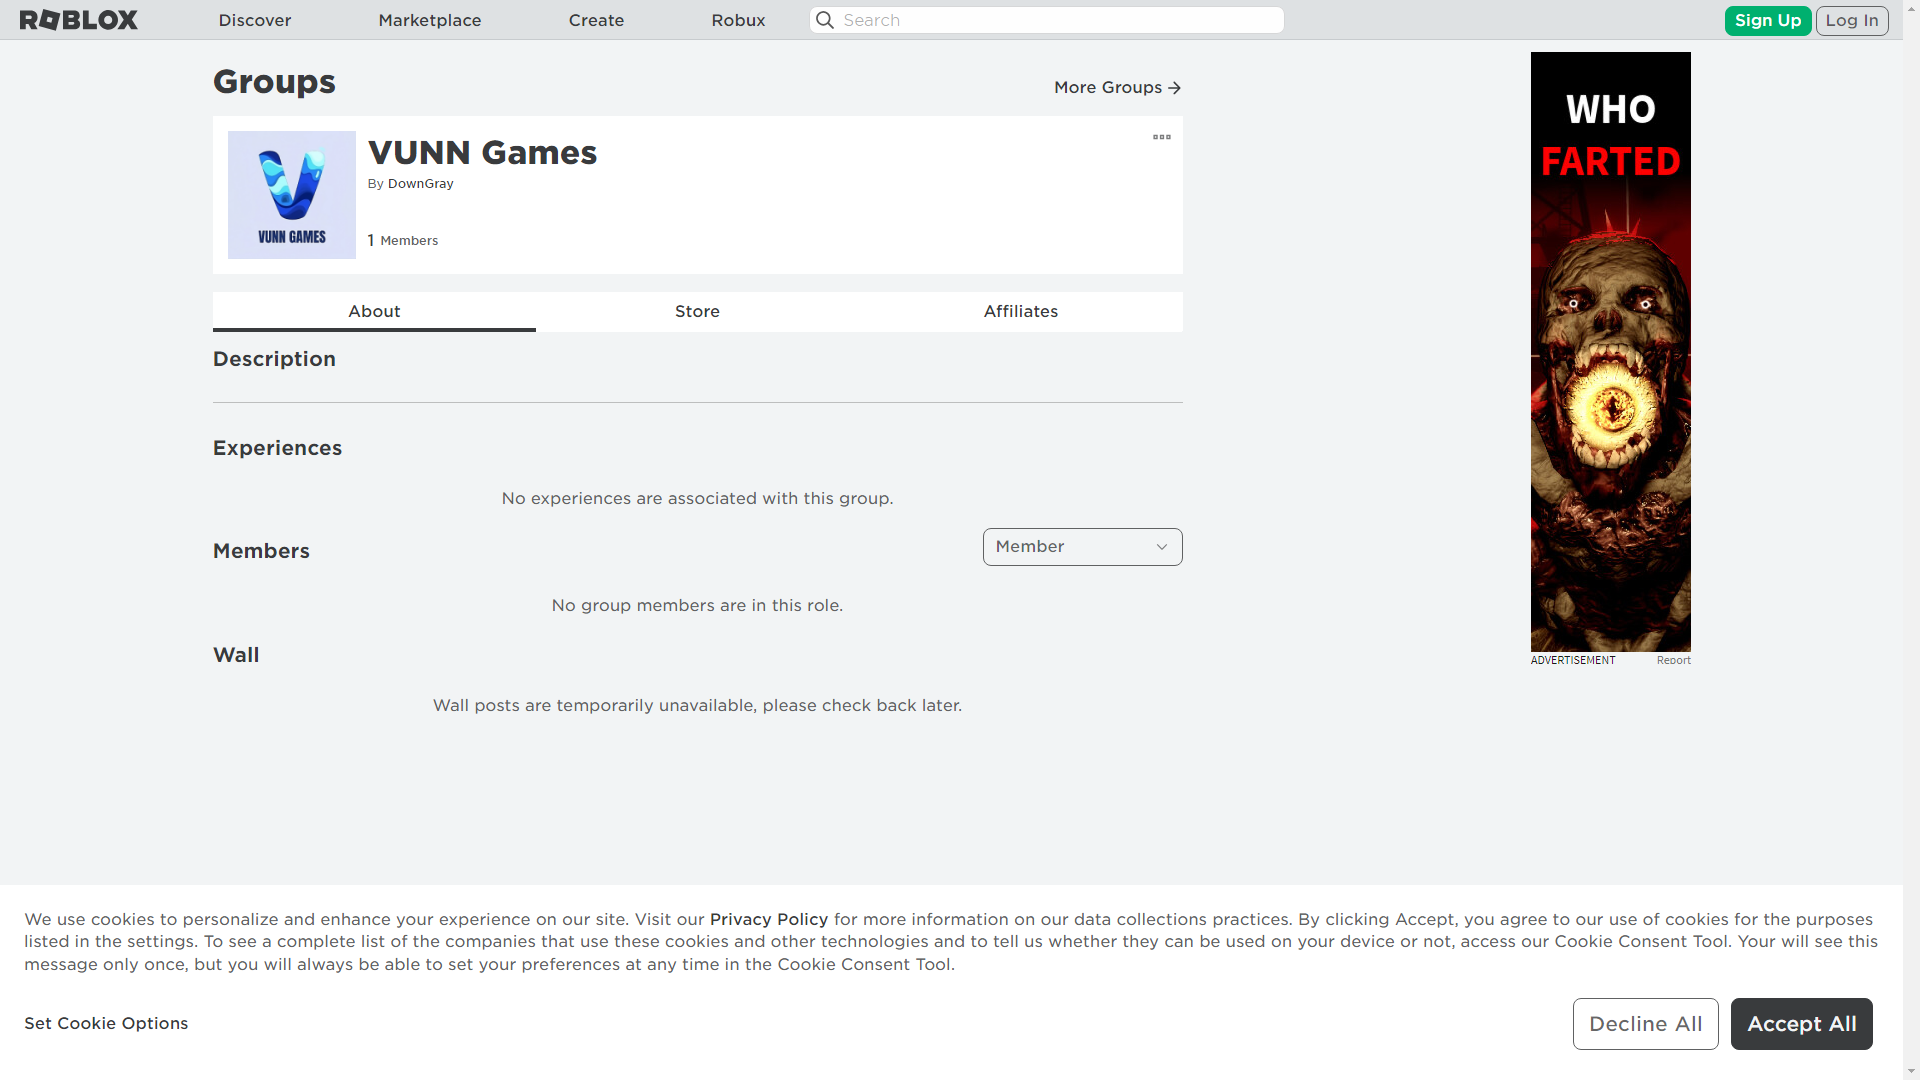 ROBLOX
Discover
Marketplace
Create
Robux
Search
Sign Up
Log In
Groups
More Groups
VUNN GAMES
VUNN Games
By DownGray
1 Members
About
Store
Affiliates
Description
Experiences
No experiences are associated with this group.
Members
Member
No group members are in this role.
Wall
Wall posts are temporarily unavailable, please check back later.
WHO
FARTED
ADVERTISEMENT
Report
We use cookies to personalize and enhance your experience on our site. Visit our Privacy Policy for more information on our data collections practices. By clicking Accept, you agree to our use of cookies for the purposes
listed in the settings. To see a complete list of the companies that use these cookies and other technologies and to tell us whether they can be used on your device or not, access our Cookie Consent Tool. Your will see this
message only once, but you will always be able to set your preferences at any time in the Cookie Consent Tool.
Set Cookie Options
Decline All
Accept All